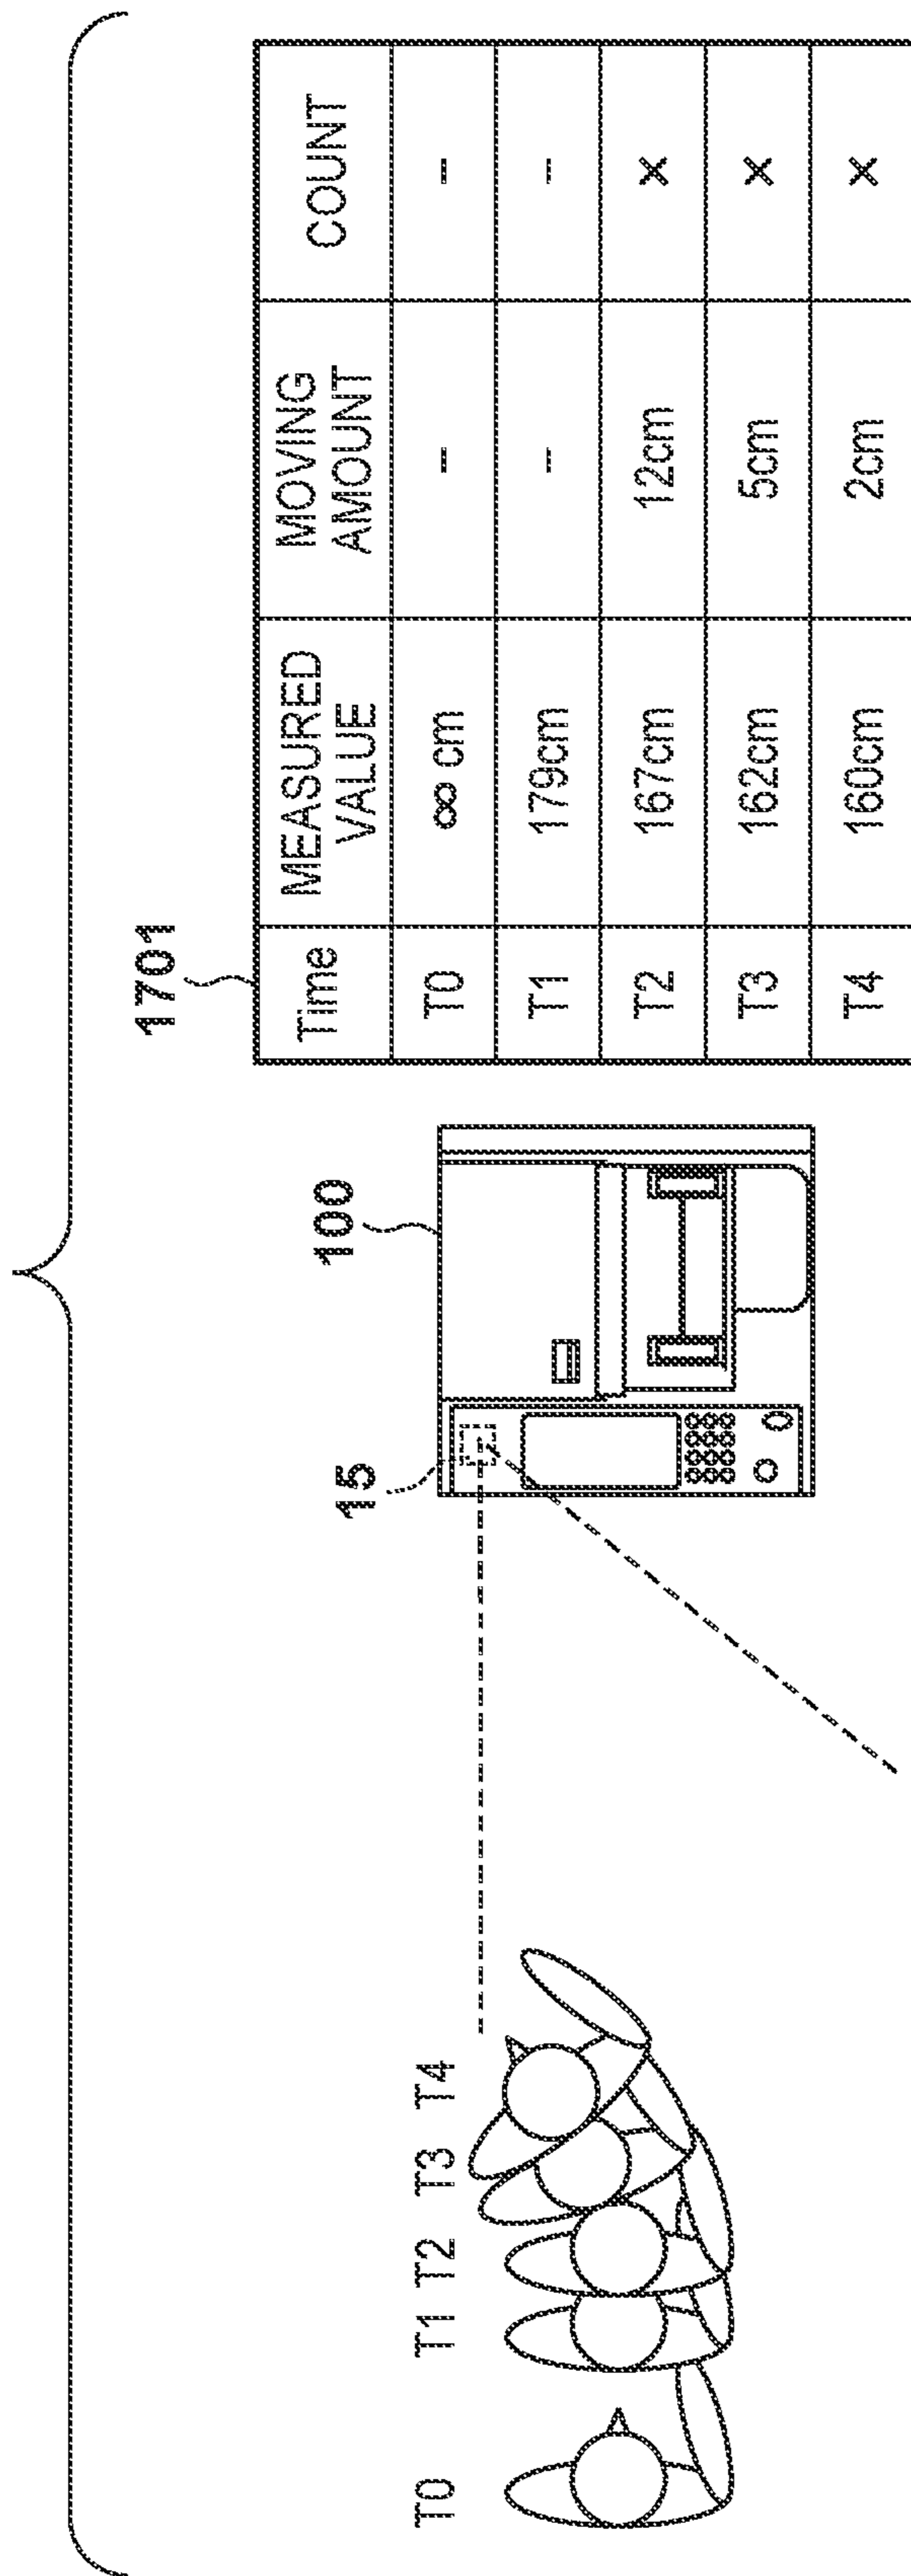 T0
T1
T2
T3
T4
15
100
1701
Time
MEASURED
VALUE
MOVING
AMOUNT
COUNT
T0
∞ cm
–
–
T1
179cm
–
–
T2
167cm
12cm
×
T3
162cm
5cm
×
T4
160cm
2cm
×